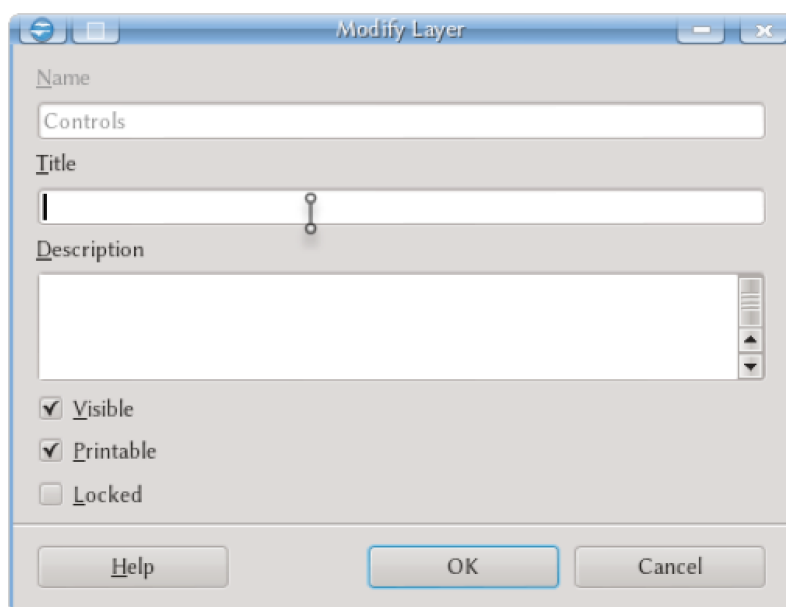 Modify Layer
Name
Controls
Title
Description
Visible
Printable
Locked
Help OK Cancel